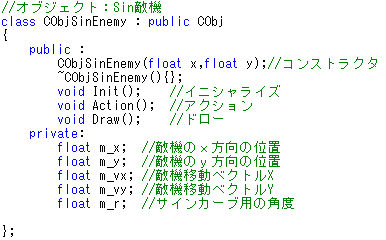 //オブジェクト：Sin敵機
class CObjSinEnemy : public CObj
{
    public :
        CObjSinEnemy(float x,float y);//コンストラクタ
        ~CObjSinEnemy(){};
        void Init();    //イニシャライズ
        void Action();  //アクション
        void Draw();    //ドロー
    private:
        float m_x;  //敵機のｘ方向の位置
        float m_y;  //敵機のｙ方向の位置
        float m_vx; //敵機移動ベクトルX
        float m_vy; //敵機移動ベクトルY
        float m_r;  //サインカーブ用の角度

};